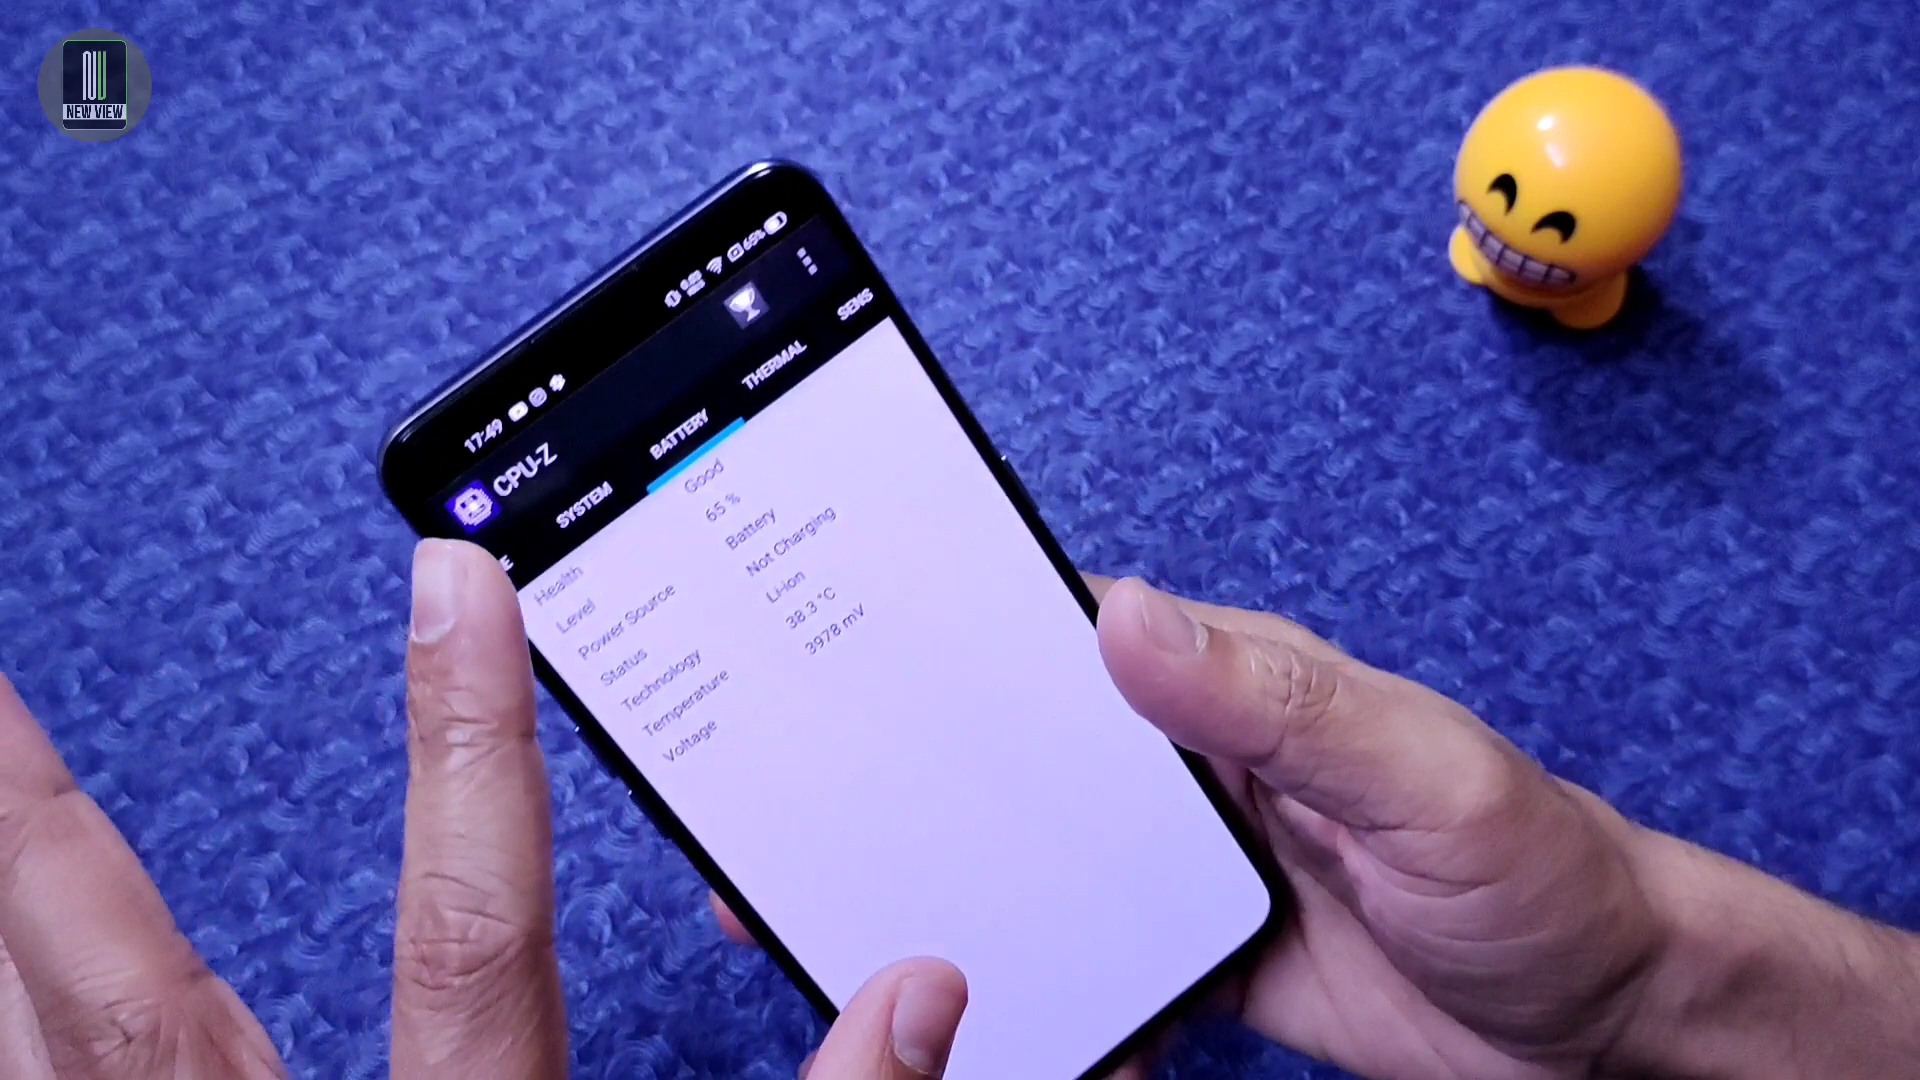 NEW VIEW
17:49
65%
CPU-Z
SYSTEM
BATTERY
THERMAL
SENS
Health Good
Level 65 %
Power Source Battery
Status Not Charging
Technology Li-ion
Temperature 38.3 °C
Voltage 3978 mV